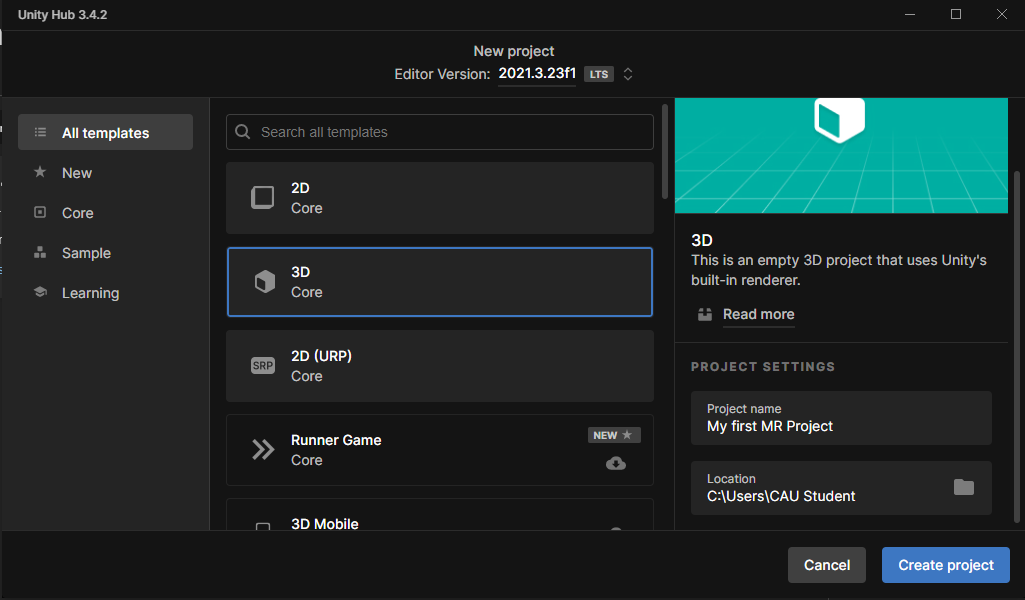 Unity Hub 3.4.2
New project
Editor Version: 2021.3.23f1 LTS
All templates
New
Core
Sample
Learning
Search all templates
2D
Core
3D
Core
SRP
2D (URP)
Core
Runner Game
Core
NEW
3D Mobile
3D
This is an empty 3D project that uses Unity's
built-in renderer.
Read more
PROJECT SETTINGS
Project name
My first MR Project
Location
C:\Users\CAU Student
Cancel
Create project